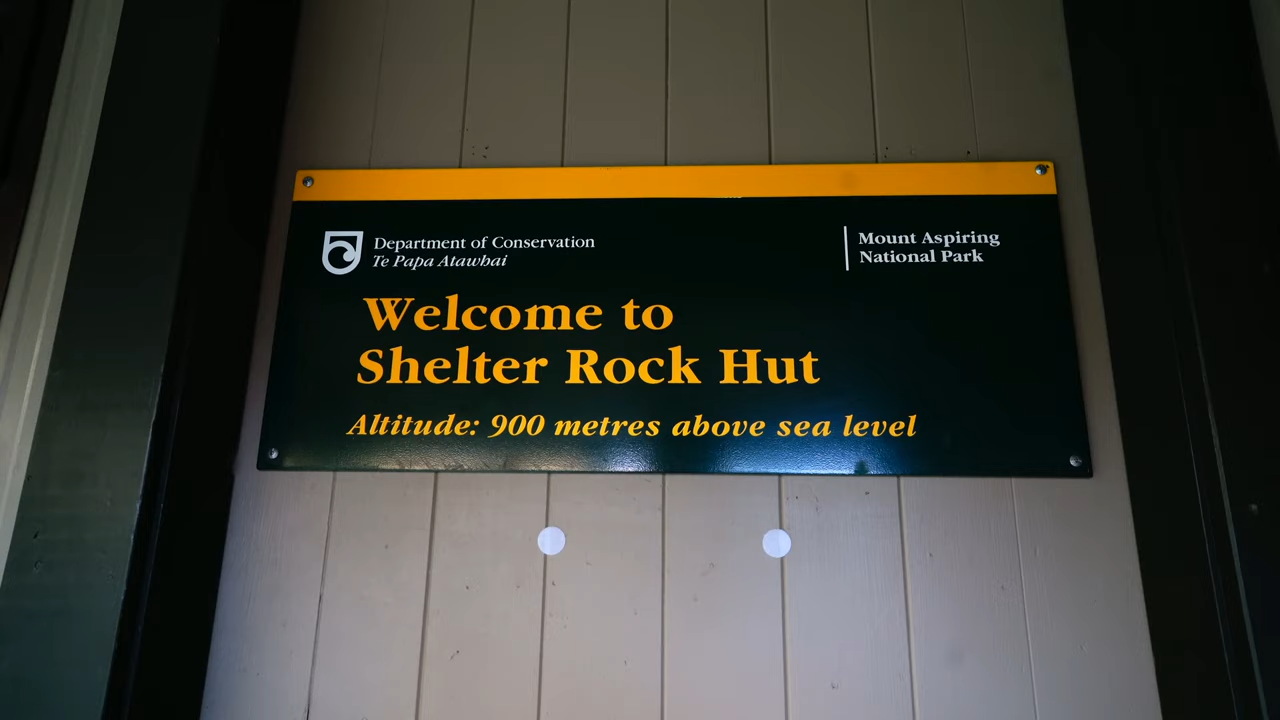 Department of Conservation
Te Papa Atawhai
Mount Aspiring
National Park
Welcome to
Shelter Rock Hut
Altitude: 900 metres above sea level